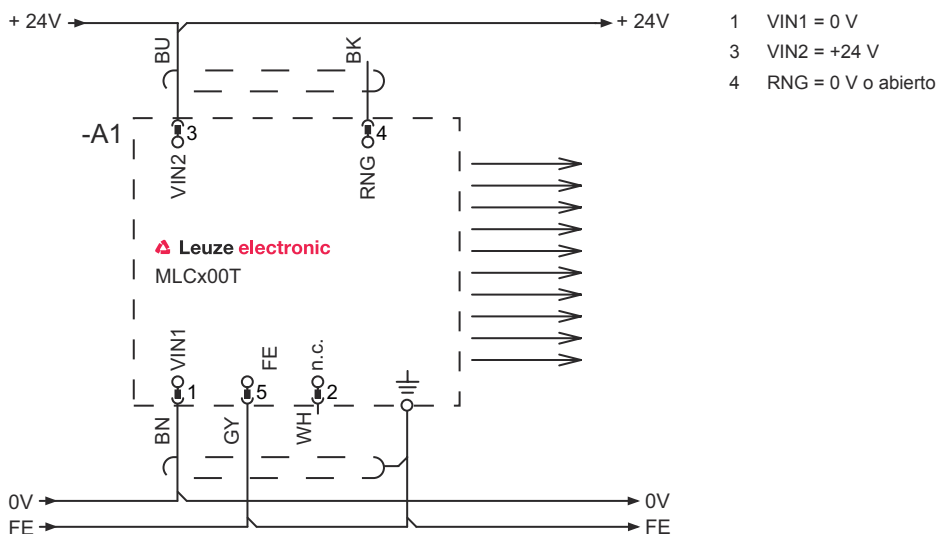 + 24V
+ 24V
1 VIN1 = 0 V
3 VIN2 = +24 V
4 RNG = 0 V o abierto
BU
BK
-A1
3
4
VIN2
RNG
Leuze electronic
MLCx00T
VIN1
FE
n.c.
1
5
2
BN
GY
WH
0V
0V
FE
FE